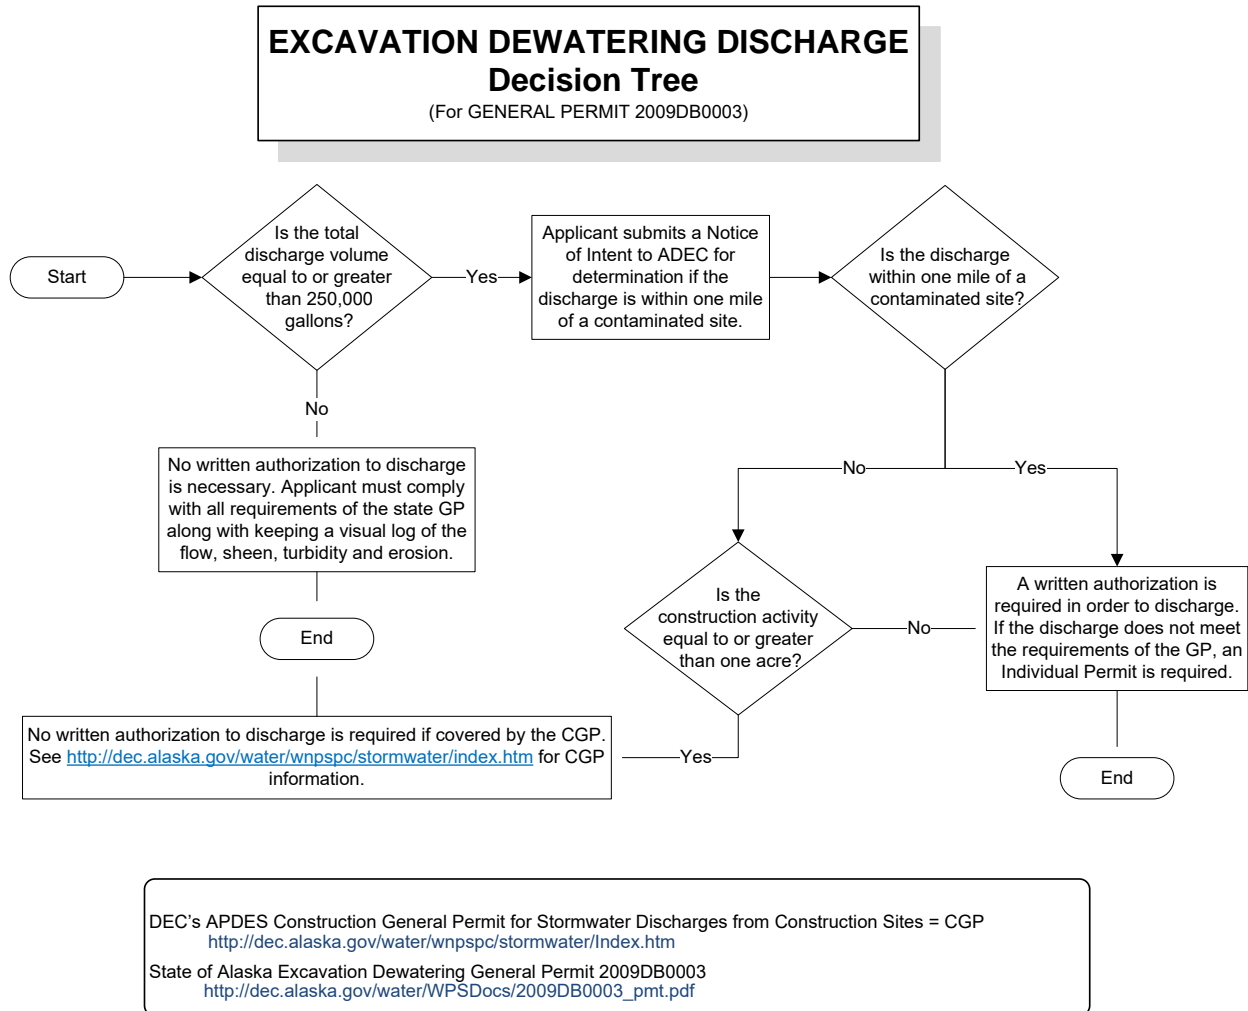 EXCAVATION DEWATERING DISCHARGE
Decision Tree
(For GENERAL PERMIT 2009DB0003)
Start
Is the total
discharge volume
equal to or greater
than 250,000
gallons?
Yes
Applicant submits a Notice
of Intent to ADEC for
determination if the
discharge is within one mile
of a contaminated site.
Is the discharge
within one mile of a
contaminated site?
No
No written authorization to discharge
is necessary. Applicant must comply
with all requirements of the state GP
along with keeping a visual log of the
flow, sheen, turbidity and erosion.
End
No
Yes
Is the
construction activity
equal to or greater
than one acre?
No
A written authorization is
required in order to discharge.
If the discharge does not meet
the requirements of the GP, an
Individual Permit is required.
Yes
No written authorization to discharge is required if covered by the CGP.
See http://dec.alaska.gov/water/wnpspc/stormwater/index.htm for CGP
information.
End
DEC's APDES Construction General Permit for Stormwater Discharges from Construction Sites = CGP
http://dec.alaska.gov/water/wnpspc/stormwater/Index.htm
State of Alaska Excavation Dewatering General Permit 2009DB0003
http://dec.alaska.gov/water/WPSDocs/2009DB0003_pmt.pdf